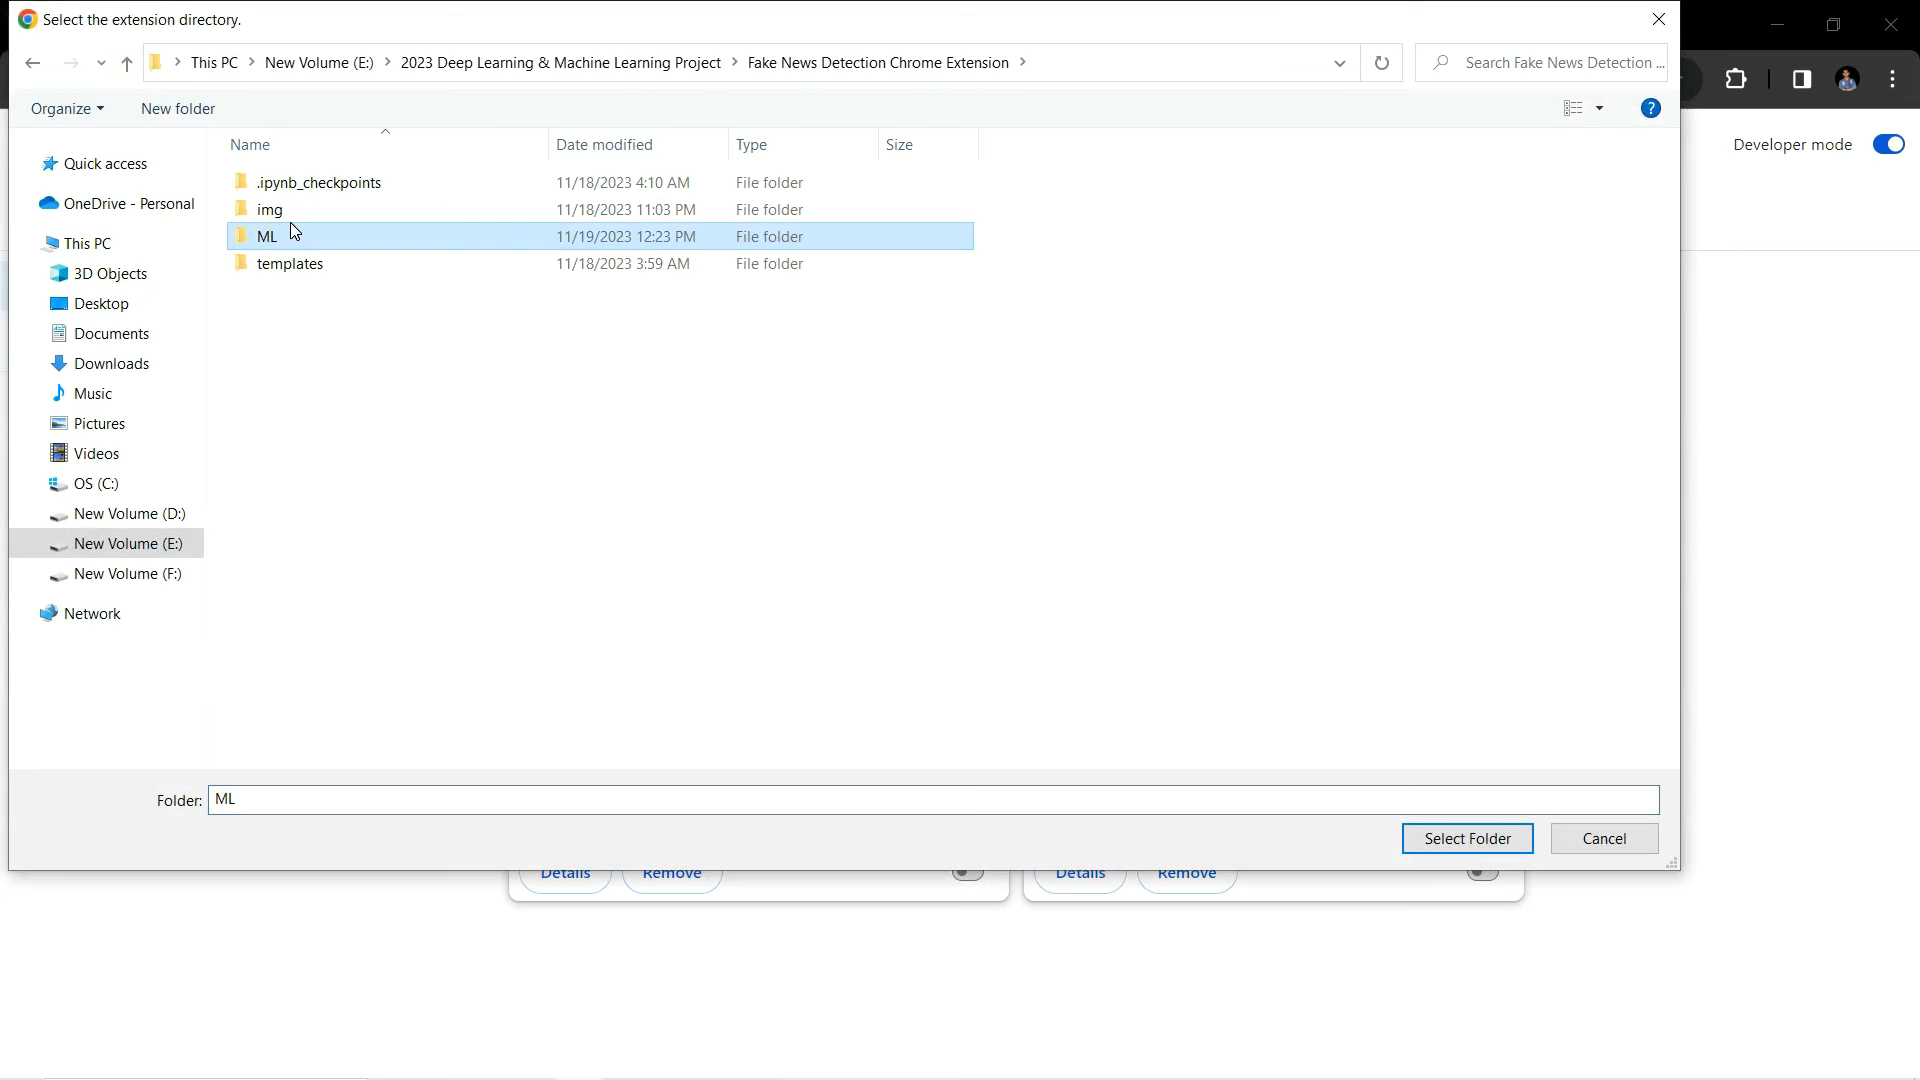 Select the extension directory.
This PC > New Volume (E:) > 2023 Deep Learning & Machine Learning Project > Fake News Detection Chrome Extension >
Search Fake News Detection ...
Organize
New folder
Developer mode
Name Date modified Type Size
.ipynb_checkpoints 11/18/2023 4:10 AM File folder
img 11/18/2023 11:03 PM File folder
ML 11/19/2023 12:23 PM File folder
templates 11/18/2023 3:59 AM File folder
Quick access
OneDrive - Personal
This PC
3D Objects
Desktop
Documents
Downloads
Music
Pictures
Videos
OS (C:)
New Volume (D:)
New Volume (E:)
New Volume (F:)
Network
Folder: ML
Select Folder Cancel
Details Remove Details Remove